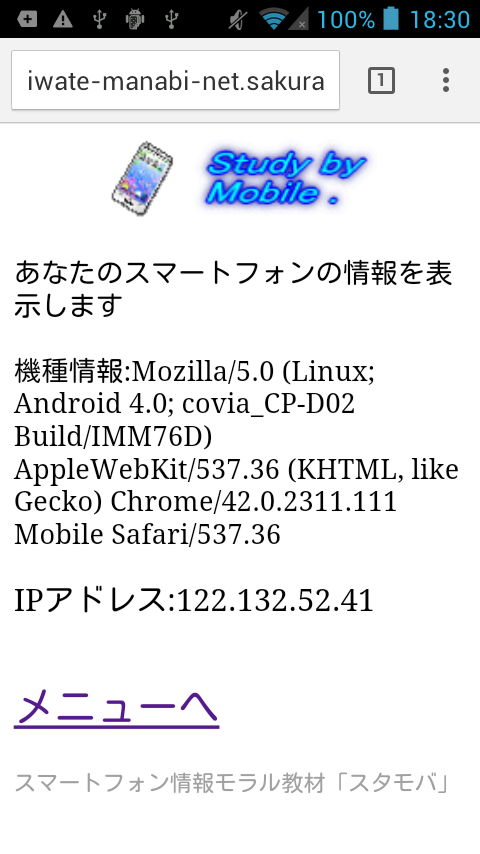 100% 18:30
iwate-manabi-net.sakura
1
Study by
Mobile .
あなたのスマートフォンの情報を表
示します
機種情報:Mozilla/5.0 (Linux;
Android 4.0; covia_CP-D02
Build/IMM76D)
AppleWebKit/537.36 (KHTML, like
Gecko) Chrome/42.0.2311.111
Mobile Safari/537.36
IPアドレス:122.132.52.41
メニューへ
スマートフォン情報モラル教材「スタモバ」